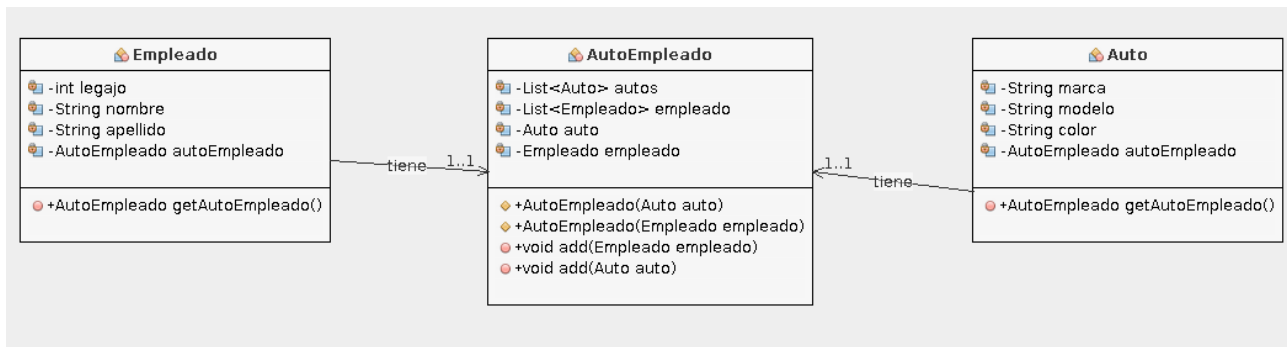 Empleado
-int legajo
-String nombre
-String apellido
-AutoEmpleado autoEmpleado
+AutoEmpleado getAutoEmpleado()
tiene
1..1
AutoEmpleado
-List<Auto> autos
-List<Empleado> empleado
-Auto auto
-Empleado empleado
+AutoEmpleado(Auto auto)
+AutoEmpleado(Empleado empleado)
+void add(Empleado empleado)
+void add(Auto auto)
1..1
tiene
Auto
-String marca
-String modelo
-String color
-AutoEmpleado autoEmpleado
+AutoEmpleado getAutoEmpleado()